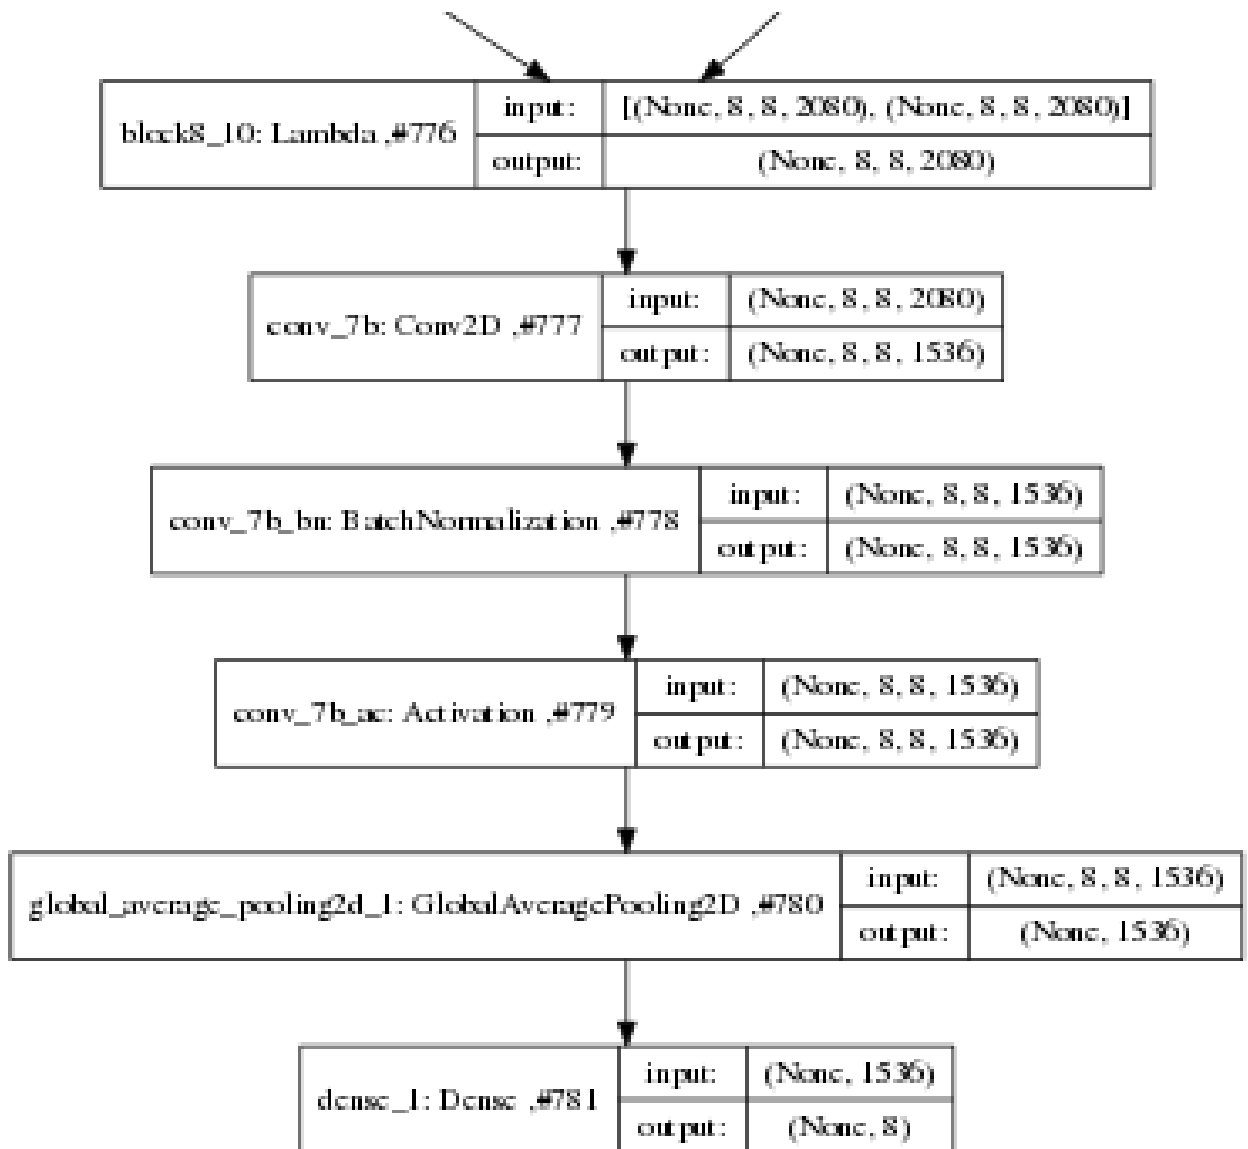 block8_10: Lambda ,#776
input: [(None, 8, 8, 2080), (None, 8, 8, 2080)]
output: (None, 8, 8, 2080)
conv_7b: Conv2D ,#777
input: (None, 8, 8, 2080)
output: (None, 8, 8, 1536)
conv_7b_bn: BatchNormalization ,#778
input: (None, 8, 8, 1536)
output: (None, 8, 8, 1536)
conv_7b_ac: Activation ,#779
input: (None, 8, 8, 1536)
output: (None, 8, 8, 1536)
global_average_pooling2d_1: GlobalAveragePooling2D ,#780
input: (None, 8, 8, 1536)
output: (None, 1536)
dense_1: Dense ,#781
input: (None, 1536)
output: (None, 8)